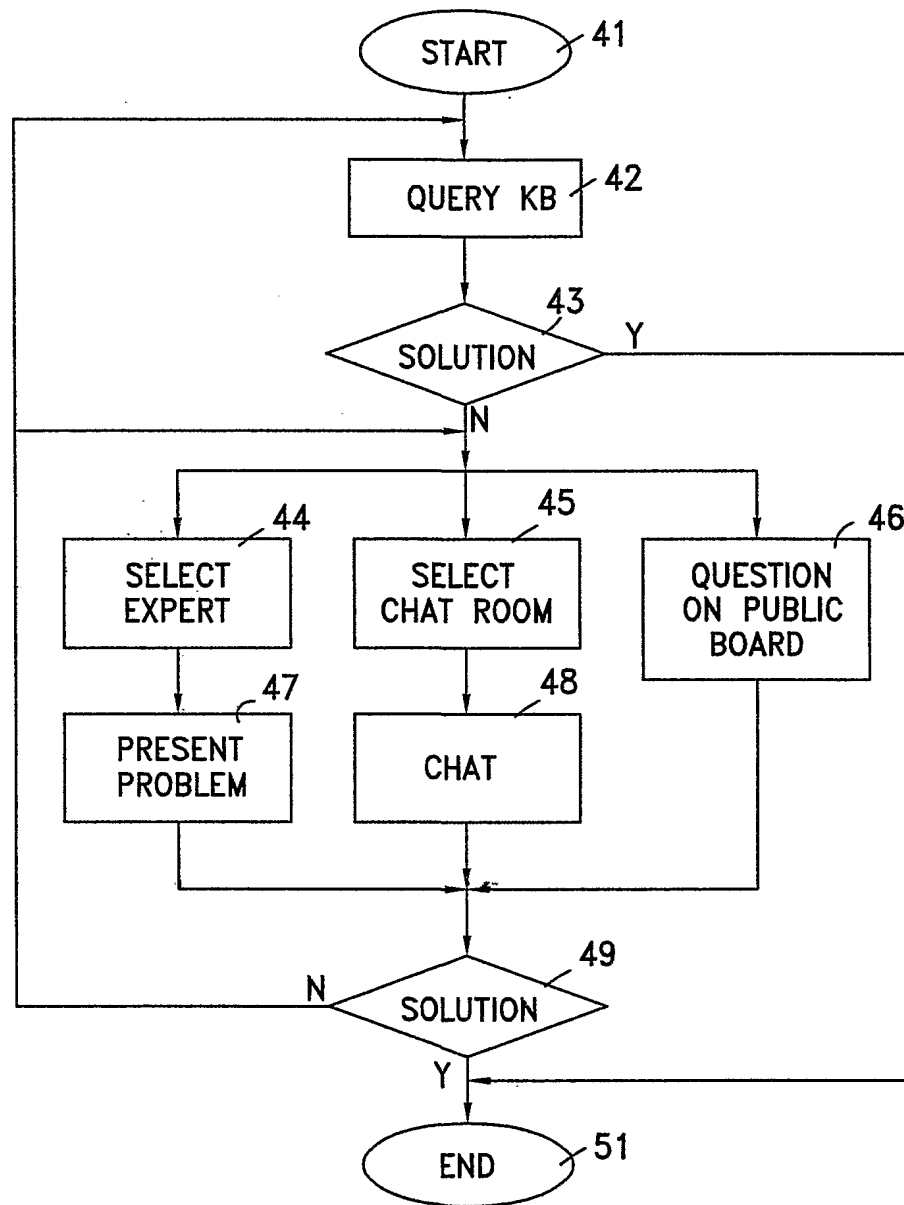 START
41
QUERY KB
42
43
SOLUTION
Y
N
44
45
46
SELECT
EXPERT
SELECT
CHAT ROOM
QUESTION
ON PUBLIC
BOARD
47
48
PRESENT
PROBLEM
CHAT
49
N
SOLUTION
Y
END
51